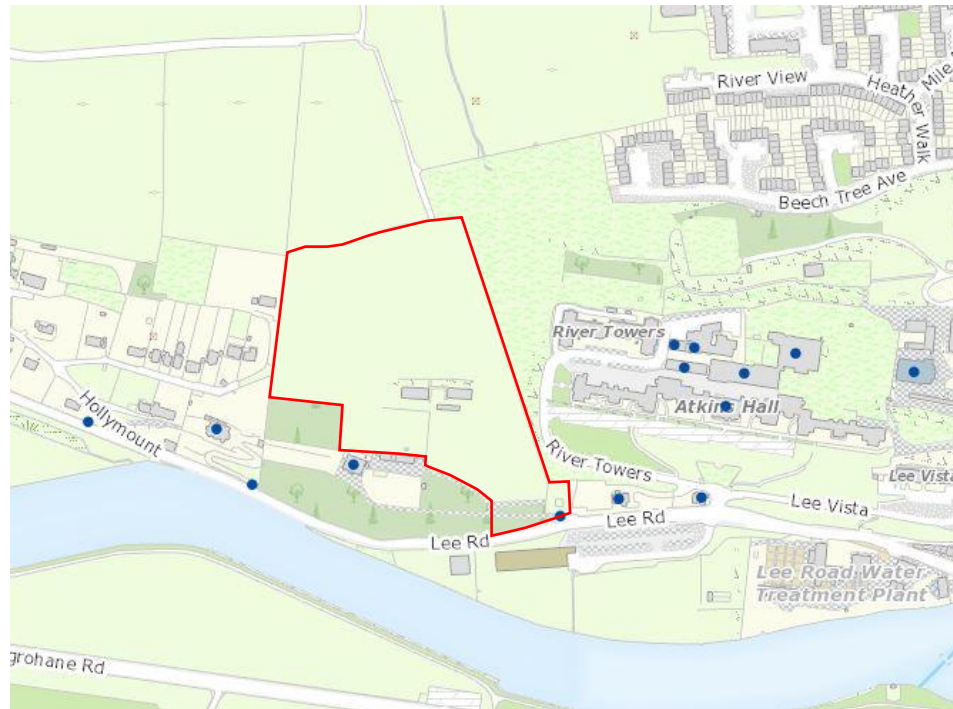 River View
Heather Walk
Mile
Beech Tree Ave
River Towers
Atkins Hall
Hollymount
River Towers
Lee Vista
Lee Vista
Lee Rd
Lee Rd
Lee Road Water
Treatment Plant
grohane Rd